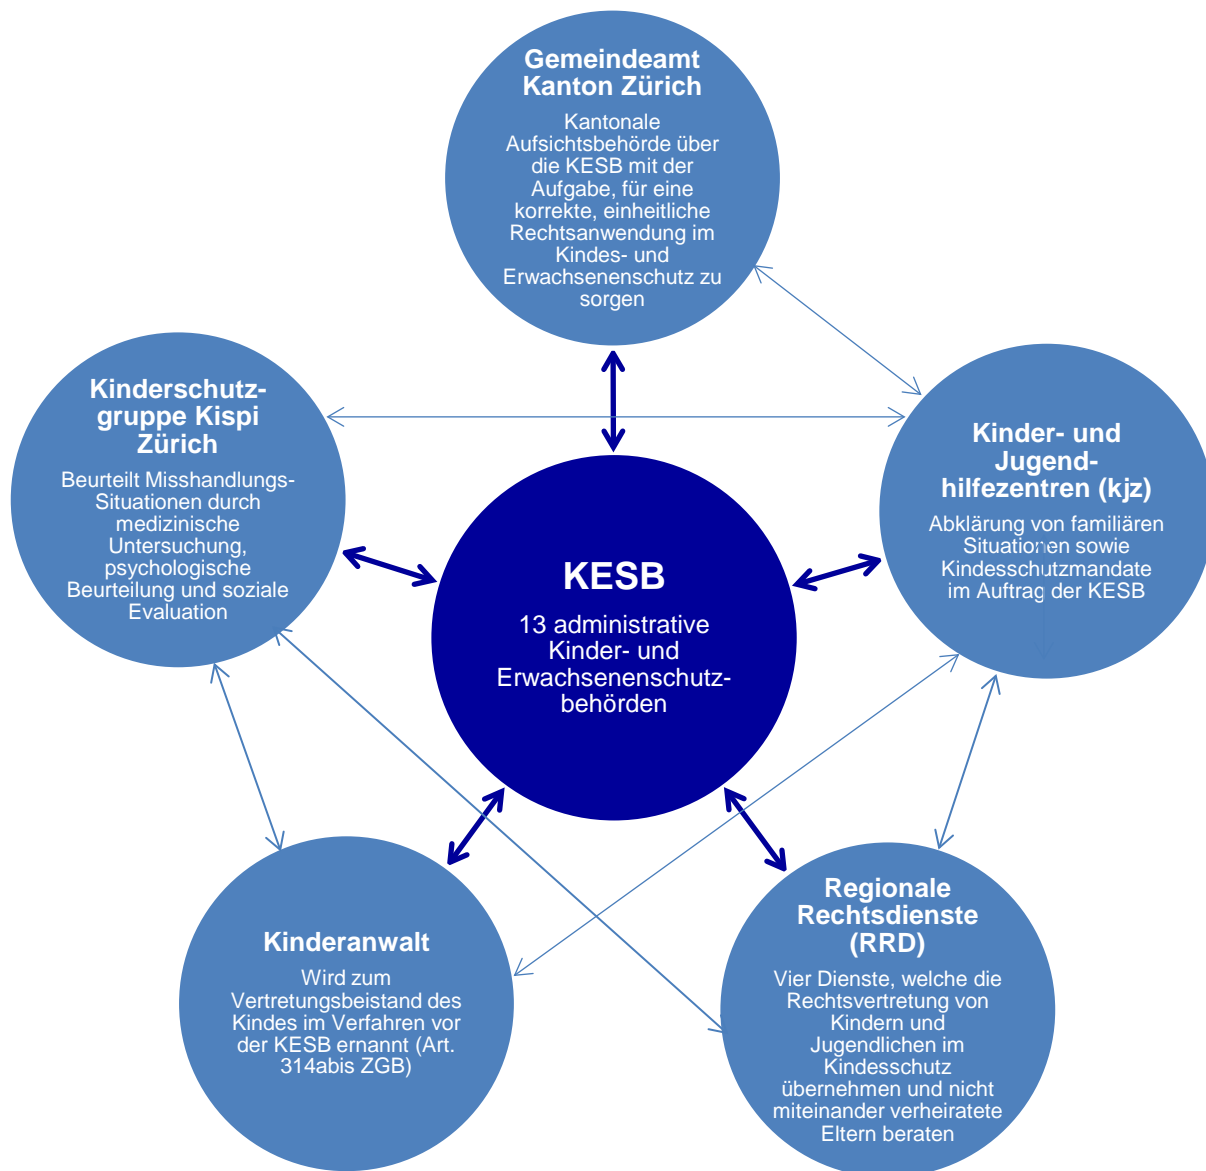 Gemeindeamt
Kanton Zürich
Kantonale
Aufsichtsbehörde über
die KESB mit der
Aufgabe, für eine
korrekte, einheitliche
Rechtsanwendung im
Kindes- und
Erwachsenenschutz zu
sorgen
Kinderschutz-
gruppe Kispi
Zürich
Beurteilt Misshandlungs-
Situationen durch
medizinische
Untersuchung,
psychologische
Beurteilung und soziale
Evaluation
Kinder- und
Jugend-
hilfezentren (kjz)
Abklärung von familiären
Situationen sowie
Kindesschutzmandate
im Auftrag der KESB
KESB
13 administrative
Kinder- und
Erwachsenenschutz-
behörden
Kinderanwalt
Wird zum
Vertretungsbeistand des
Kindes im Verfahren vor
der KESB ernannt (Art.
314abis ZGB)
Regionale
Rechtsdienste
(RRD)
Vier Dienste, welche die
Rechtsvertretung von
Kindern und
Jugendlichen im
Kindesschutz
übernehmen und nicht
miteinander verheiratete
Eltern beraten